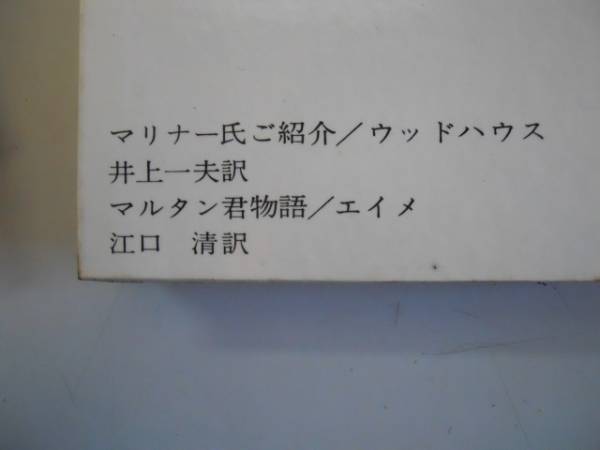 マリナー氏ご紹介／ウッドハウス
井上一夫訳
マルタン君物語／エイメ
江口　清訳